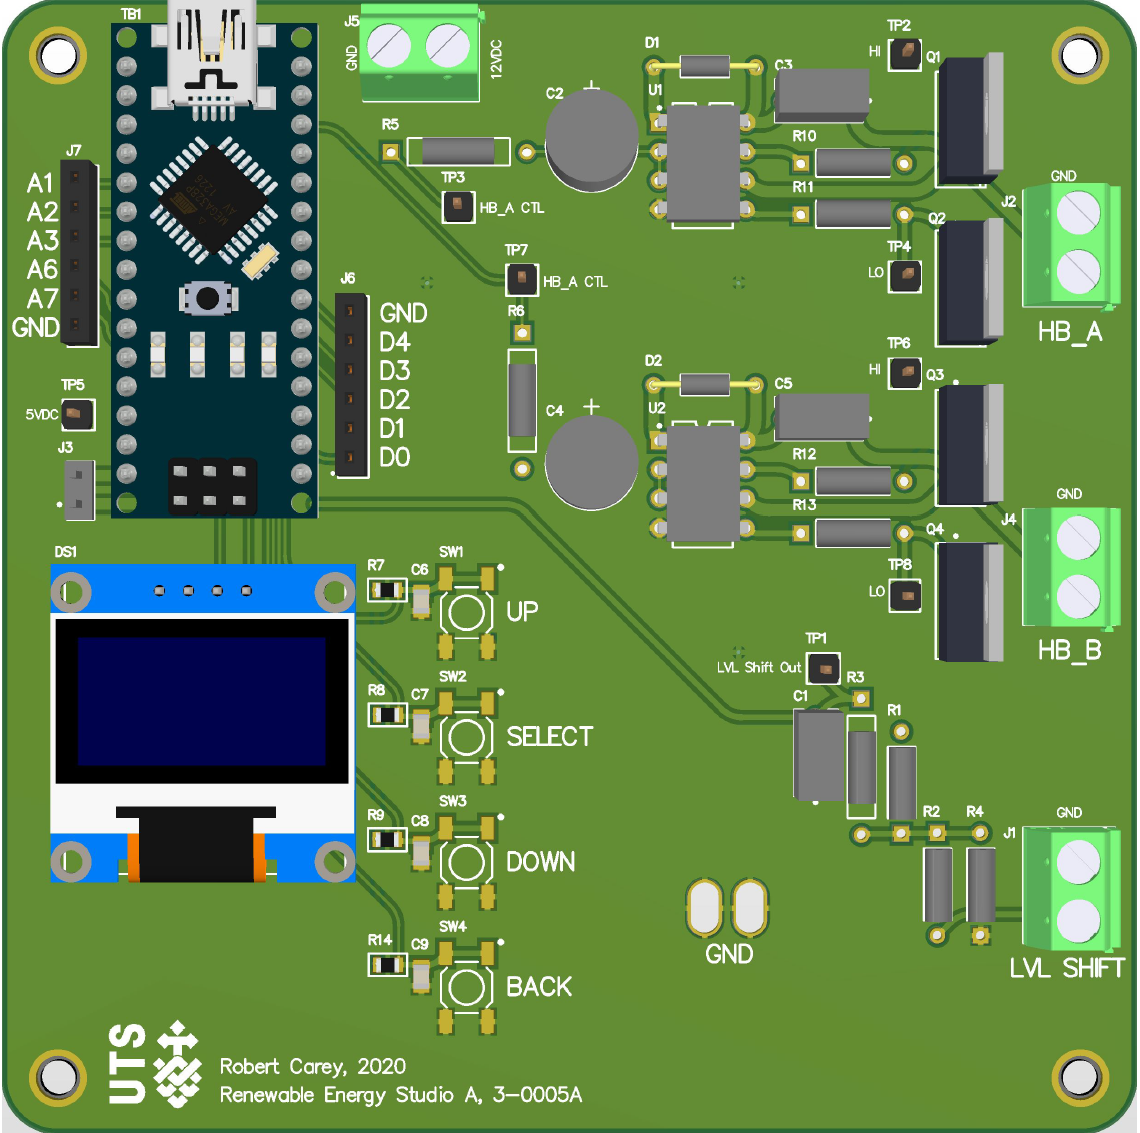 TB1
J5
GND
12VDC
TP2
HI
Q1
D1
C3
U1
C2
R5
R10
TP3
HB_A CTL
R11
J7
A1
A2
A3
A6
A7
GND
GND
J2
Q2
TP4
LO
HB_A
TP7
HB_A CTL
J6
GND
D4
D3
D2
D1
D0
R6
TP5
5VDC
J3
D2
U2
C4
C5
TP6
HI
Q3
R12
R13
GND
J4
Q4
TP8
LO
HB_B
DS1
R7
C6
SW1
UP
R8
C7
SW2
SELECT
R9
C8
SW3
DOWN
R14
C9
SW4
BACK
TP1
LVL Shift Out
R3
C1
R1
R2
R4
GND
J1
LVL SHIFT
GND
UTS
Robert Carey, 2020
Renewable Energy Studio A, 3-0005A